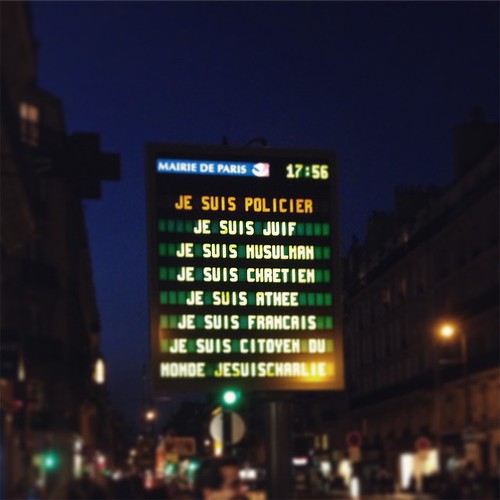 MAIRIE DE PARIS 17:56
JE SUIS POLICIER
JE SUIS JUIF
JE SUIS MUSULMAN
JE SUIS CHRETIEN
JE SUIS ATHEE
JE SUIS FRANCAIS
JE SUIS CITOYEN DU
MONDE JESUISCHARLIE